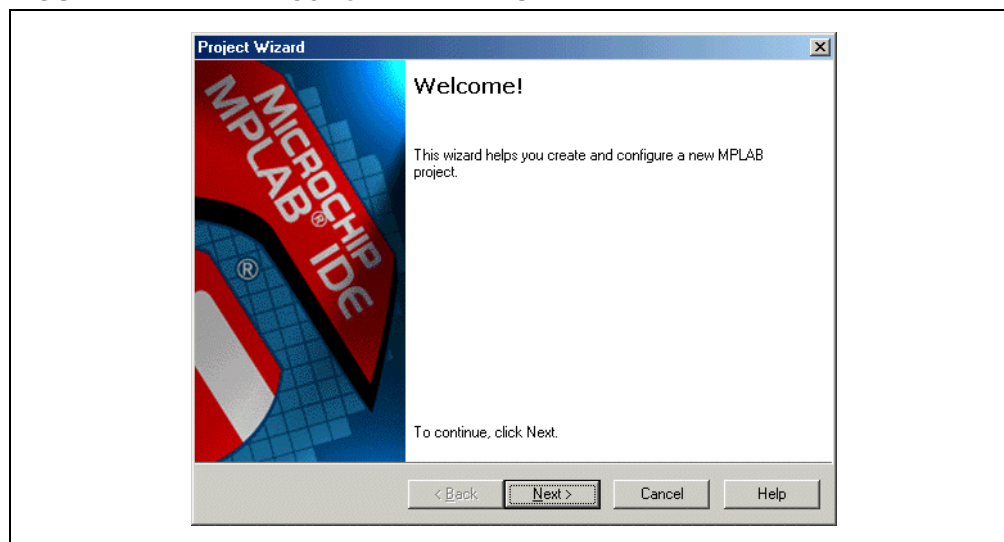 Project Wizard
Welcome!
This wizard helps you create and configure a new MPLAB
project.
MICROCHIP
MPLAB® IDE
®
To continue, click Next.
< Back
Next >
Cancel
Help